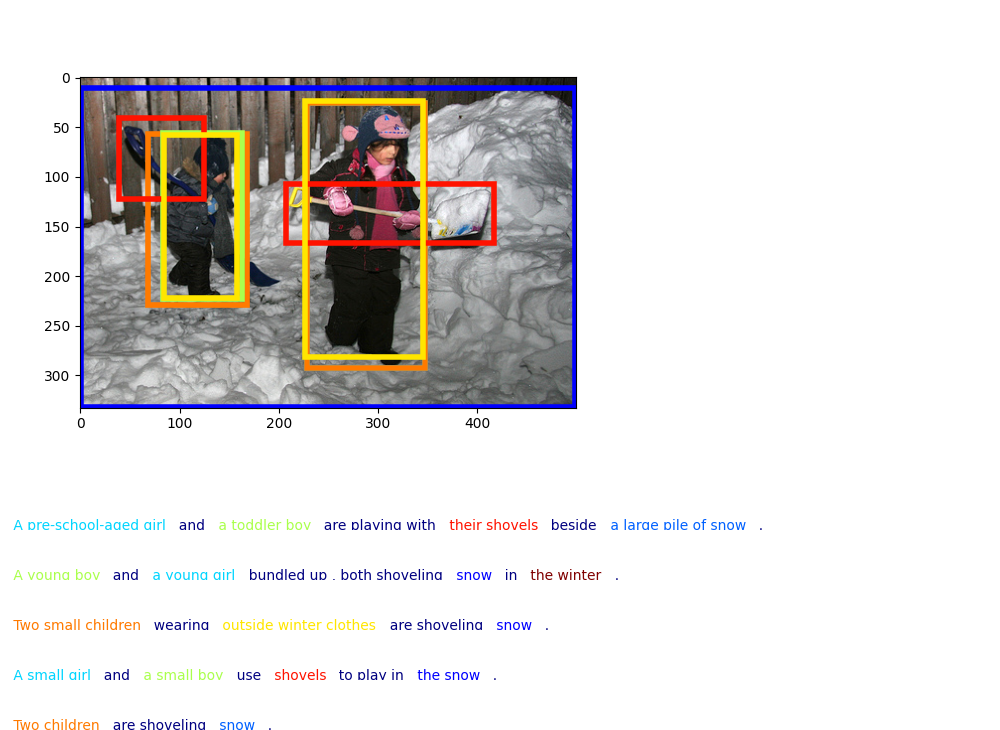 0
50
100
150
200
250
300
0 100 200 300 400
A pre-school-aged girl and a toddler boy are playing with their shovels beside a large pile of snow .
A young boy and a young girl bundled up , both shoveling snow in the winter .
Two small children wearing outside winter clothes are shoveling snow .
A small girl and a small boy use shovels to play in the snow .
Two children are shoveling snow .